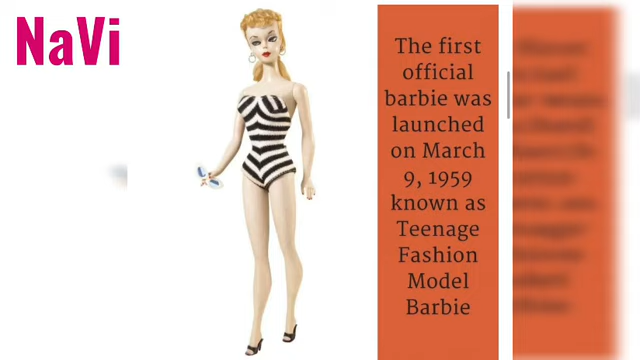 NaVi
The first
official
barbie was
launched
on March
9, 1959
known as
Teenage
Fashion
Model
Barbie